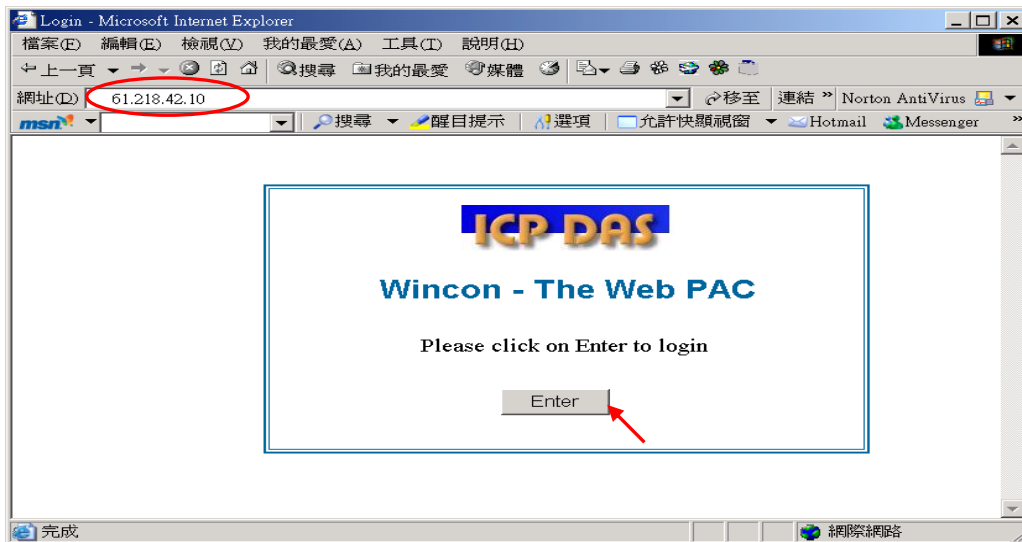 Login - Microsoft Internet Explorer
檔案(F) 編輯(E) 檢視(V) 我的最愛(A) 工具(T) 說明(H)
上一頁 搜尋 我的最愛 媒體
網址(D) 61.218.42.10 移至 連結 » Norton AntiVirus
msn 搜尋 醒目提示 選項 允許快顯視窗 Hotmail Messenger »
ICP DAS
Wincon - The Web PAC
Please click on Enter to login
Enter
完成 網際網路